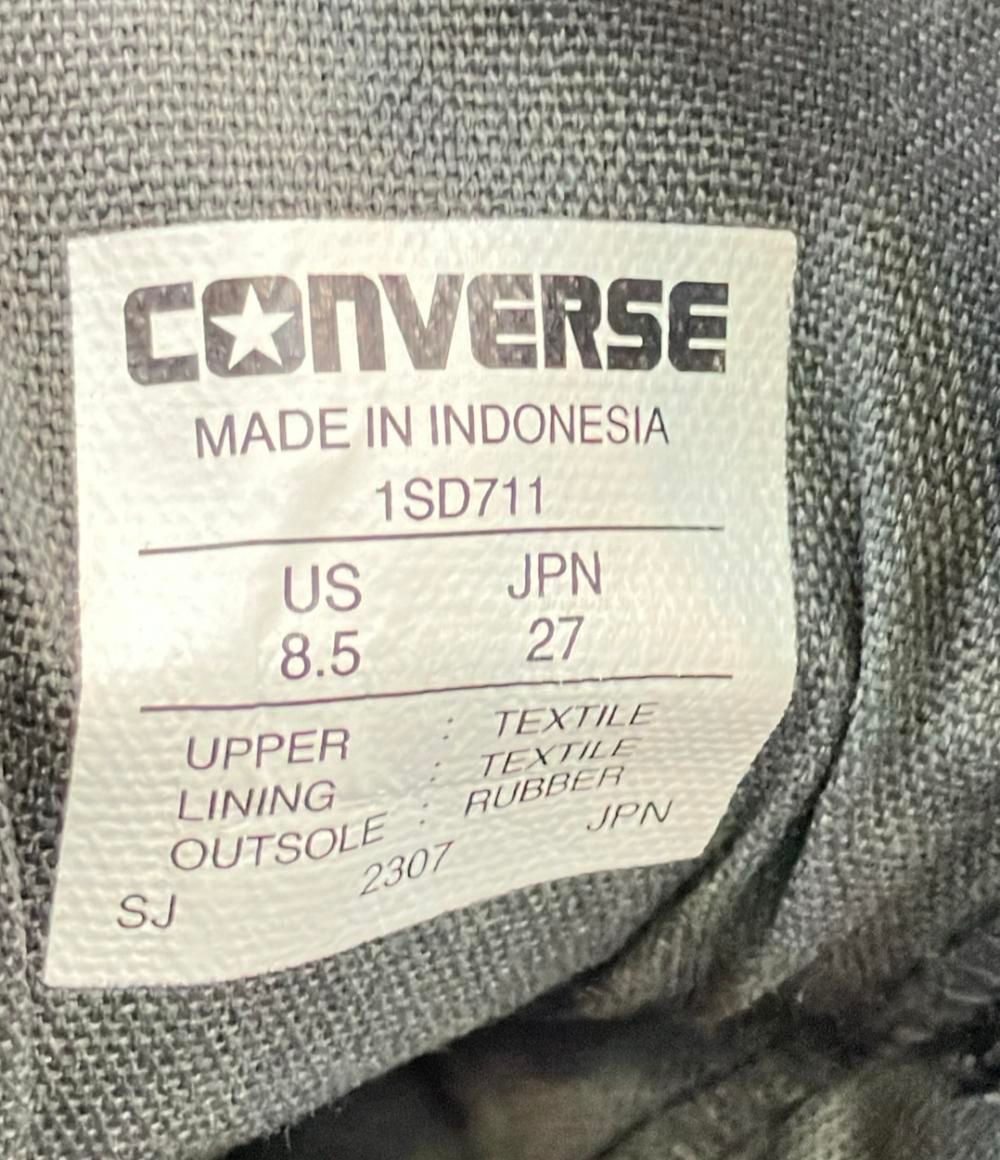 CONVERSE
MADE IN INDONESIA
1SD711
US JPN
8.5 27
UPPER : TEXTILE
LINING : TEXTILE
OUTSOLE : RUBBER
SJ 2307 JPN